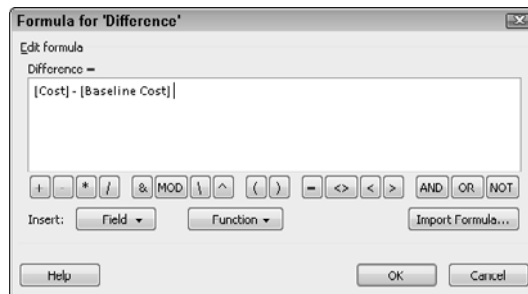 Formula for 'Difference'
Edit formula
Difference =
[Cost] - [Baseline Cost]
+ - * / & MOD \ ^ ( ) = <> < > AND OR NOT
Insert: Field Function Import Formula...
Help OK Cancel